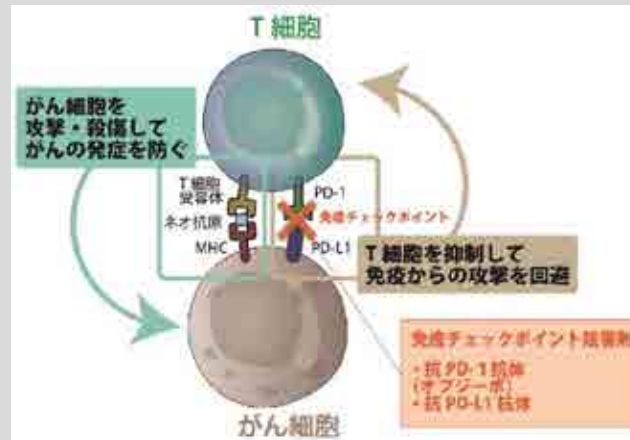 T 細胞
がん細胞を
攻撃・殺傷して
がんの発症を防ぐ
T 細胞
受容体
ネオ抗原
MHC
PD-1
免疫チェックポイント
PD-L1
T 細胞を抑制して
免疫からの攻撃を回避
免疫チェックポイント阻害剤
・抗 PD-1 抗体
(オプジーボ)
・抗 PD-L1 抗体
がん細胞